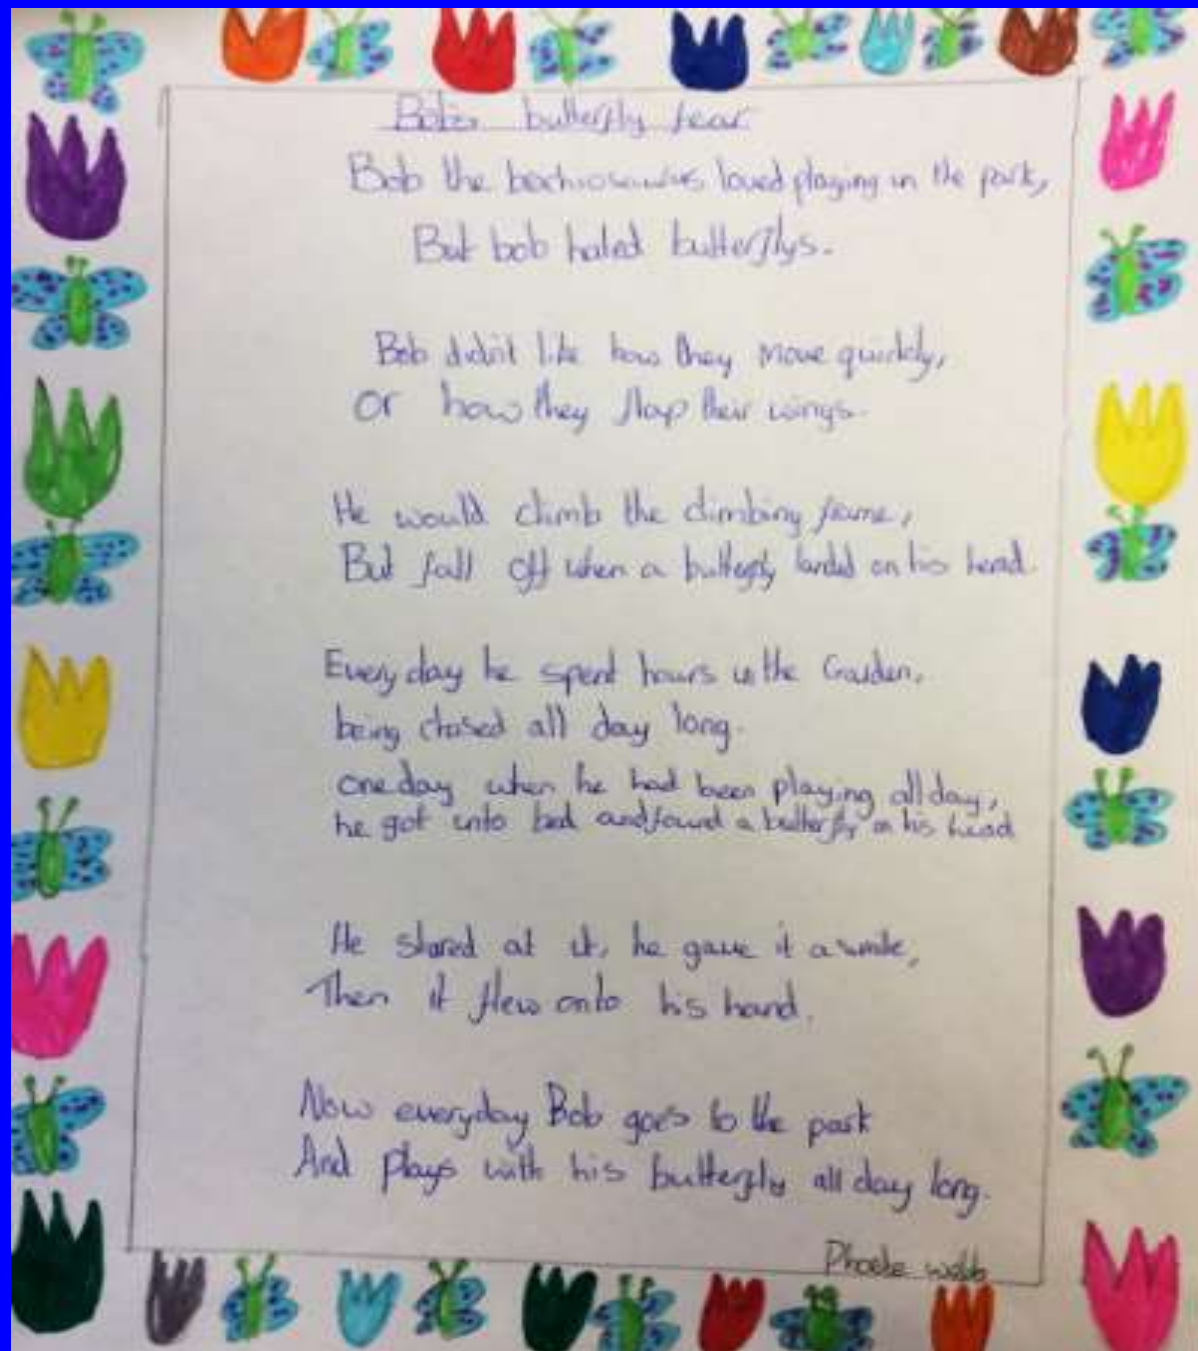 Bobs butterfly fear
Bob the brachiosaurus loved playing in the park,
But bob hated butterflys.
Bob didn't like how they move quickly,
Or how they flap their wings.
He would climb the climbing frame,
But fall off when a butterfly landed on his head.
Every day he spent hours in the Garden,
being chased all day long.
one day when he had been playing all day,
he got into bed and found a butterfly on his head
He stared at it, he gave it a smile,
Then it flew onto his hand.
Now everyday Bob goes to the park
And plays with his butterfly all day long.
Phoebe webb